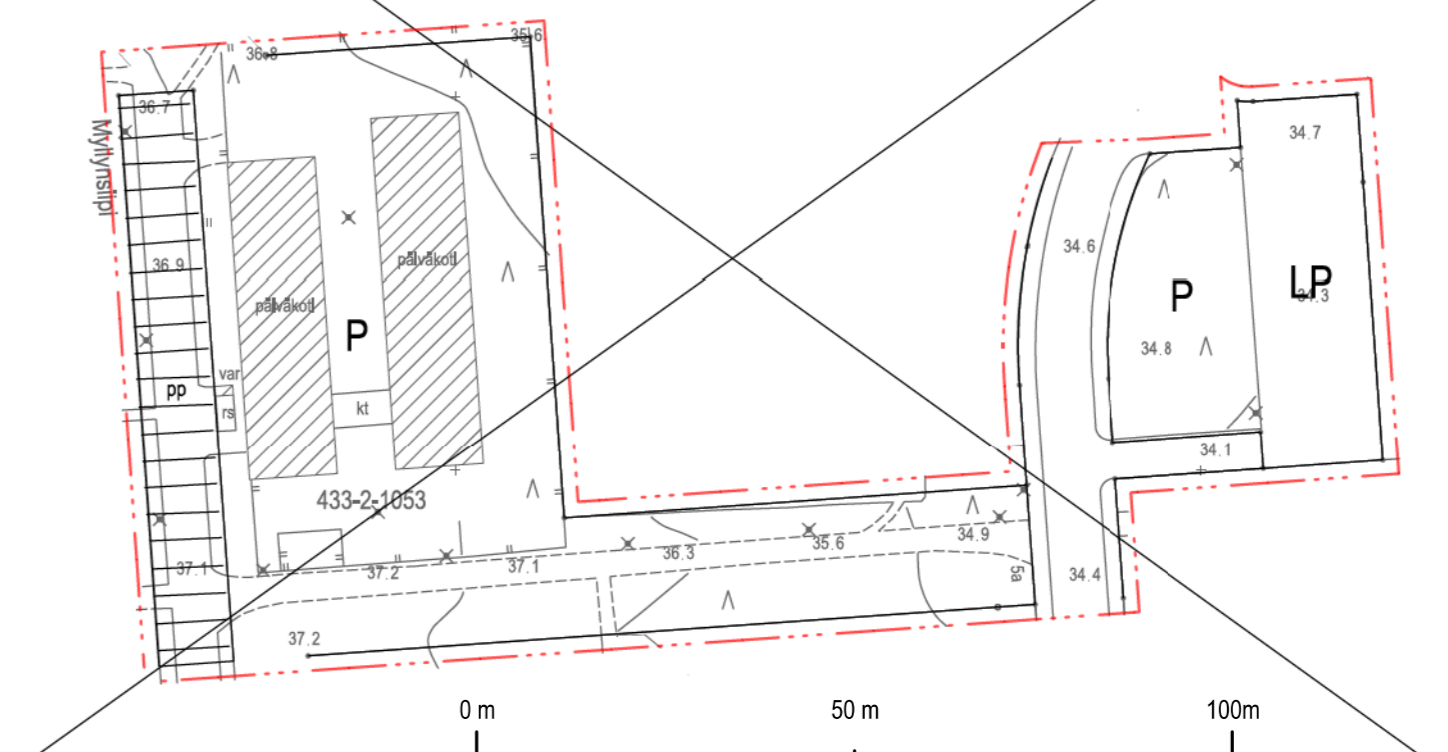 36.8
35.6
36.7
34.7
Myllynsiipi
34.6
36.9
päiväkoti
päiväkoti
P
LP
34.3
P
34.8
var
pp
rs
kt
34.1
433-2-1053
36.3
35.6
34.9
37.1
37.2
37.1
5a
34.4
37.2
0 m
50 m
100m